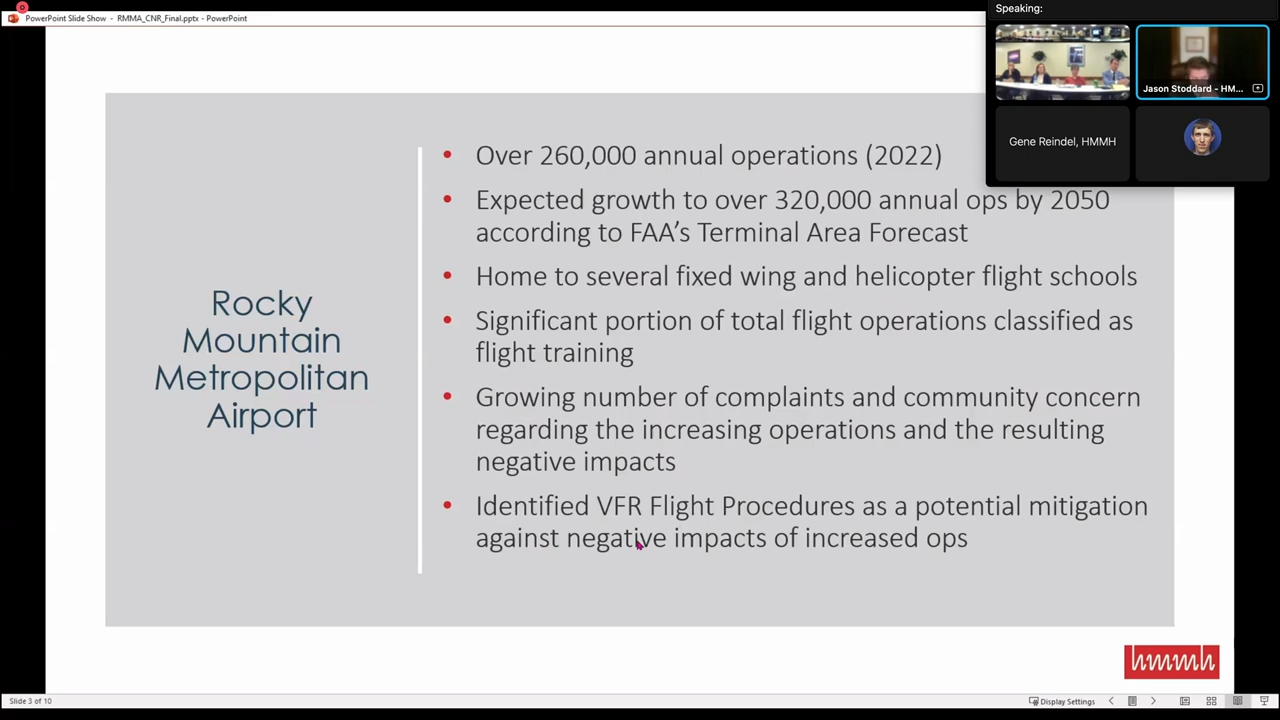 PowerPoint Slide Show - RMMA_CNR_Final.pptx - PowerPoint
Speaking:
Jason Stoddard - HM...
Gene Reindel, HMMH
Rocky
Mountain
Metropolitan
Airport
• Over 260,000 annual operations (2022)
• Expected growth to over 320,000 annual ops by 2050
according to FAA's Terminal Area Forecast
• Home to several fixed wing and helicopter flight schools
• Significant portion of total flight operations classified as
flight training
• Growing number of complaints and community concern
regarding the increasing operations and the resulting
negative impacts
• Identified VFR Flight Procedures as a potential mitigation
against negative impacts of increased ops
hmmh
Slide 3 of 10
Display Settings